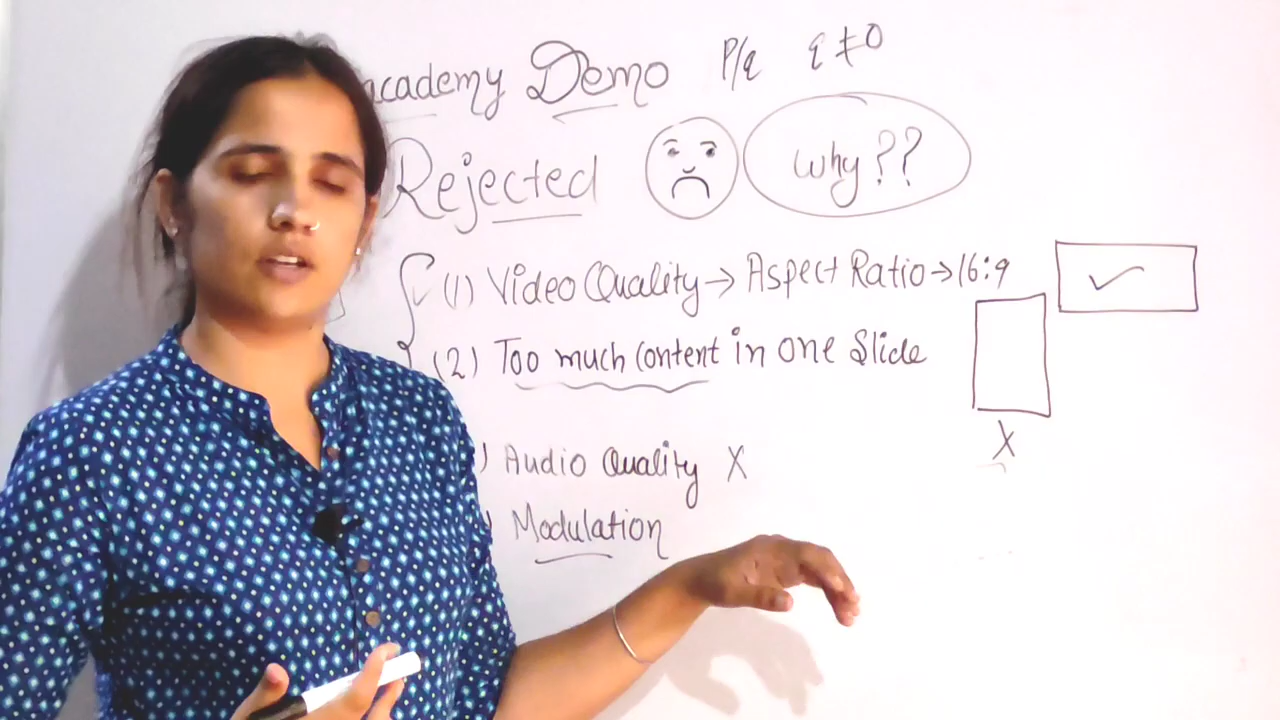 academy Demo P/q q ≠ 0
Rejected Why??
(1) Video Quality → Aspect Ratio → 16:9
(2) Too much Content in one Slide
) Audio Quality X
) Modulation
X